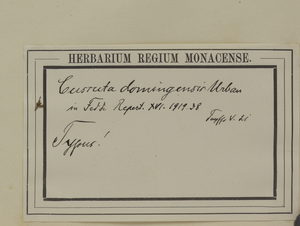 HERBARIUM REGIUM MONACENSE.
Cuscuta domingensis Urban
in Fedde Repert. XVI. 1919. 38
Typus!